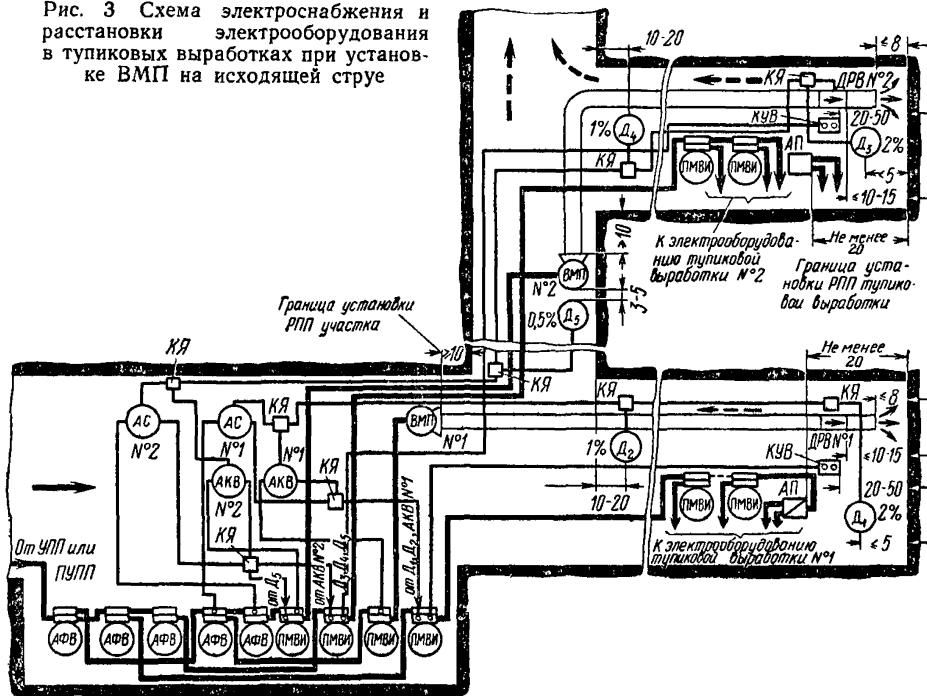 Рис. 3 Схема электроснабжения и
расстановки электрооборудования
в тупиковых выработках при установ-
ке ВМП на исходящей струе
10-20
≤8
КЯ
ДРВ №2
КУВ
20-50
Д4
1%
Д3
2%
КЯ
АП
ПМВИ
ПМВИ
≤5
≤10-15
К электрооборудова-
нию тупиковой
выработки №2
Не менее
20
Граница уста-
новки РПП тупико-
вой выработки
>10
ВМП
№2
3-5
Д5
0,5%
Граница установки
РПП участка
≥10
КЯ
КЯ
АС
№2
АС
№1
КЯ
№1
АКВ
АКВ
№2
КЯ
КЯ
ВМП
№1
КЯ
Д2
1%
10-20
Не менее
20
КЯ
≤8
ДРВ №1
≤10-15
КУВ
20-50
АП
Д1
2%
≤5
ПМВИ
ПМВИ
К электрооборудованию
тупиковой выработки №1
От УПП или
ПУПП
от Д5
от АКВ №2
Д3, Д4, Д5
от Д1, Д2, АКВ №1
АФВ
АФВ
АФВ
АФВ
АФВ
ПМВИ
ПМВИ
ПМВИ
ПМВИ